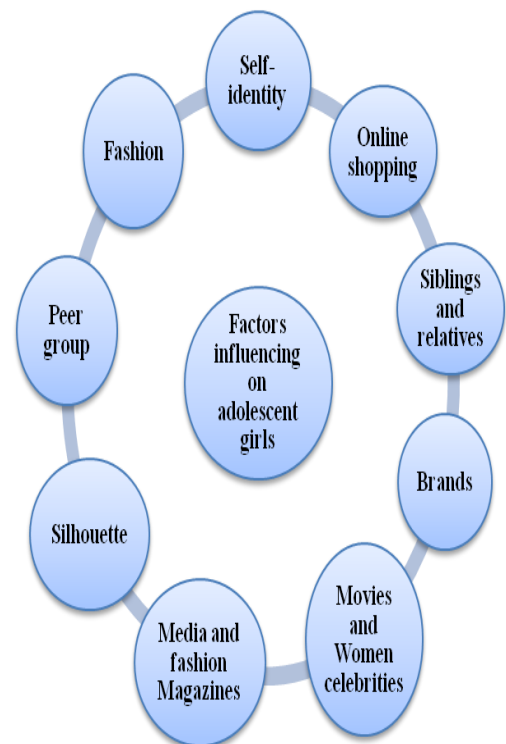 Self-
identity
Online
shopping
Siblings
and
relatives
Brands
Movies
and
Women
celebrities
Media and
fashion
Magazines
Silhouette
Peer
group
Fashion
Factors
influencing
on
adolescent
girls